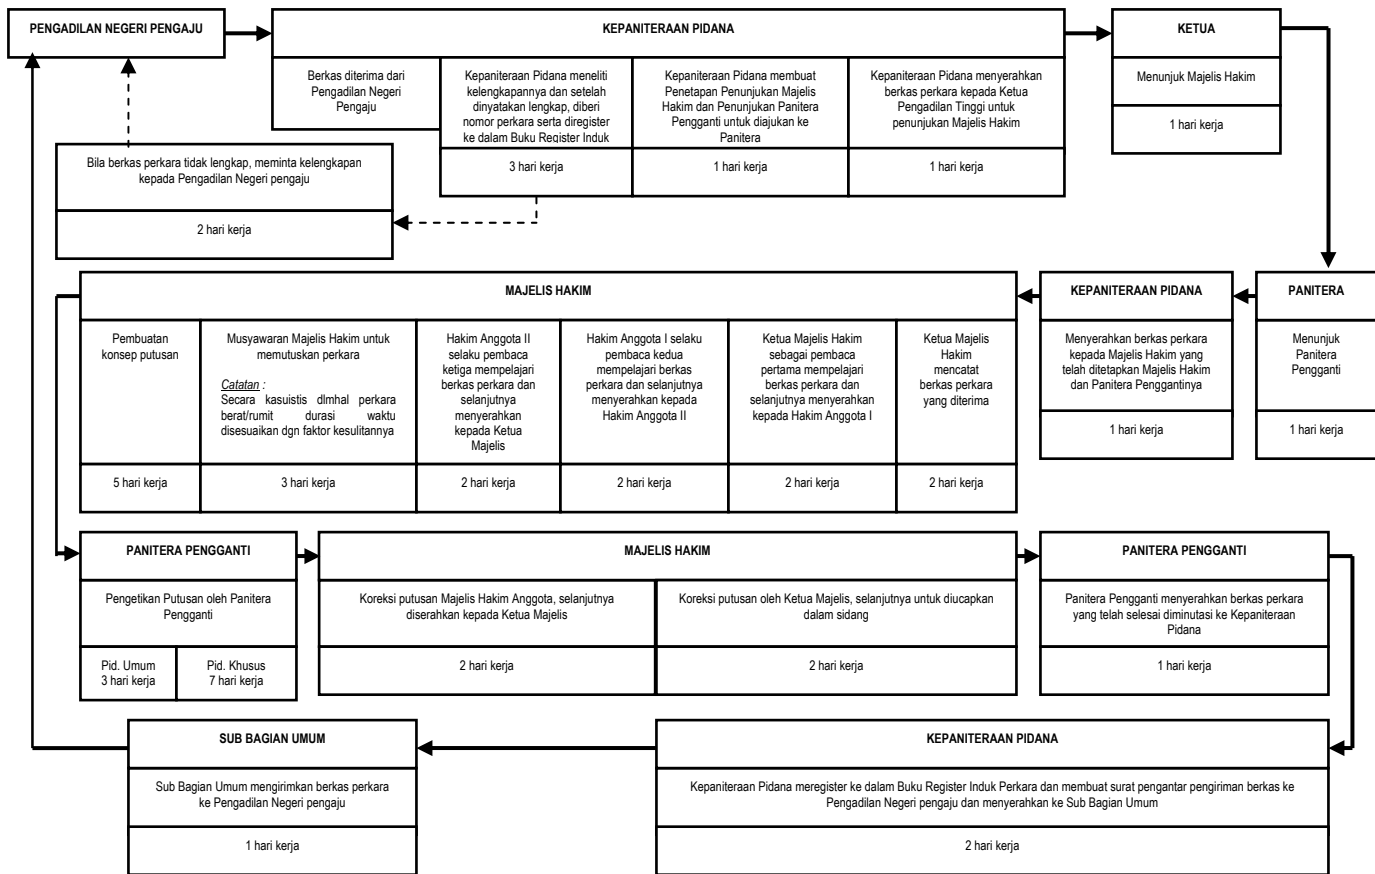 PENGADILAN NEGERI PENGAJU
KEPANITERAAN PIDANA
Berkas diterima dari
Pengadilan Negeri
Pengaju
Kepaniteraan Pidana meneliti
kelengkapannya dan setelah
dinyatakan lengkap, diberi
nomor perkara serta diregister
ke dalam Buku Register Induk
3 hari kerja
Kepaniteraan Pidana membuat
Penetapan Penunjukan Majelis
Hakim dan Penunjukan Panitera
Pengganti untuk diajukan ke
Panitera
1 hari kerja
Kepaniteraan Pidana menyerahkan
berkas perkara kepada Ketua
Pengadilan Tinggi untuk
penunjukan Majelis Hakim
1 hari kerja
KETUA
Menunjuk Majelis Hakim
1 hari kerja
Bila berkas perkara tidak lengkap, meminta kelengkapan
kepada Pengadilan Negeri pengaju
2 hari kerja
MAJELIS HAKIM
Pembuatan
konsep putusan
5 hari kerja
Musyawaran Majelis Hakim untuk
memutuskan perkara
Catatan :
Secara kasuistis dlmhal perkara
berat/rumit durasi waktu
disesuaikan dgn faktor kesulitannya
3 hari kerja
Hakim Anggota II
selaku pembaca
ketiga mempelajari
berkas perkara dan
selanjutnya
menyerahkan
kepada Ketua
Majelis
2 hari kerja
Hakim Anggota I selaku
pembaca kedua
mempelajari berkas
perkara dan selanjutnya
menyerahkan kepada
Hakim Anggota II
2 hari kerja
Ketua Majelis Hakim
sebagai pembaca
pertama mempelajari
berkas perkara dan
selanjutnya menyerahkan
kepada Hakim Anggota I
2 hari kerja
Ketua Majelis
Hakim
mencatat
berkas perkara
yang diterima
2 hari kerja
KEPANITERAAN PIDANA
Menyerahkan berkas perkara
kepada Majelis Hakim yang
telah ditetapkan Majelis Hakim
dan Panitera Penggantinya
1 hari kerja
PANITERA
Menunjuk
Panitera
Pengganti
1 hari kerja
PANITERA PENGGANTI
Pengetikan Putusan oleh Panitera
Pengganti
Pid. Umum
3 hari kerja
Pid. Khusus
7 hari kerja
MAJELIS HAKIM
Koreksi putusan Majelis Hakim Anggota, selanjutnya
diserahkan kepada Ketua Majelis
2 hari kerja
Koreksi putusan oleh Ketua Majelis, selanjutnya untuk diucapkan
dalam sidang
2 hari kerja
PANITERA PENGGANTI
Panitera Pengganti menyerahkan berkas perkara
yang telah selesai diminutasi ke Kepaniteraan
Pidana
1 hari kerja
SUB BAGIAN UMUM
Sub Bagian Umum mengirimkan berkas perkara
ke Pengadilan Negeri pengaju
1 hari kerja
KEPANITERAAN PIDANA
Kepaniteraan Pidana meregister ke dalam Buku Register Induk Perkara dan membuat surat pengantar pengiriman berkas ke
Pengadilan Negeri pengaju dan menyerahkan ke Sub Bagian Umum
2 hari kerja